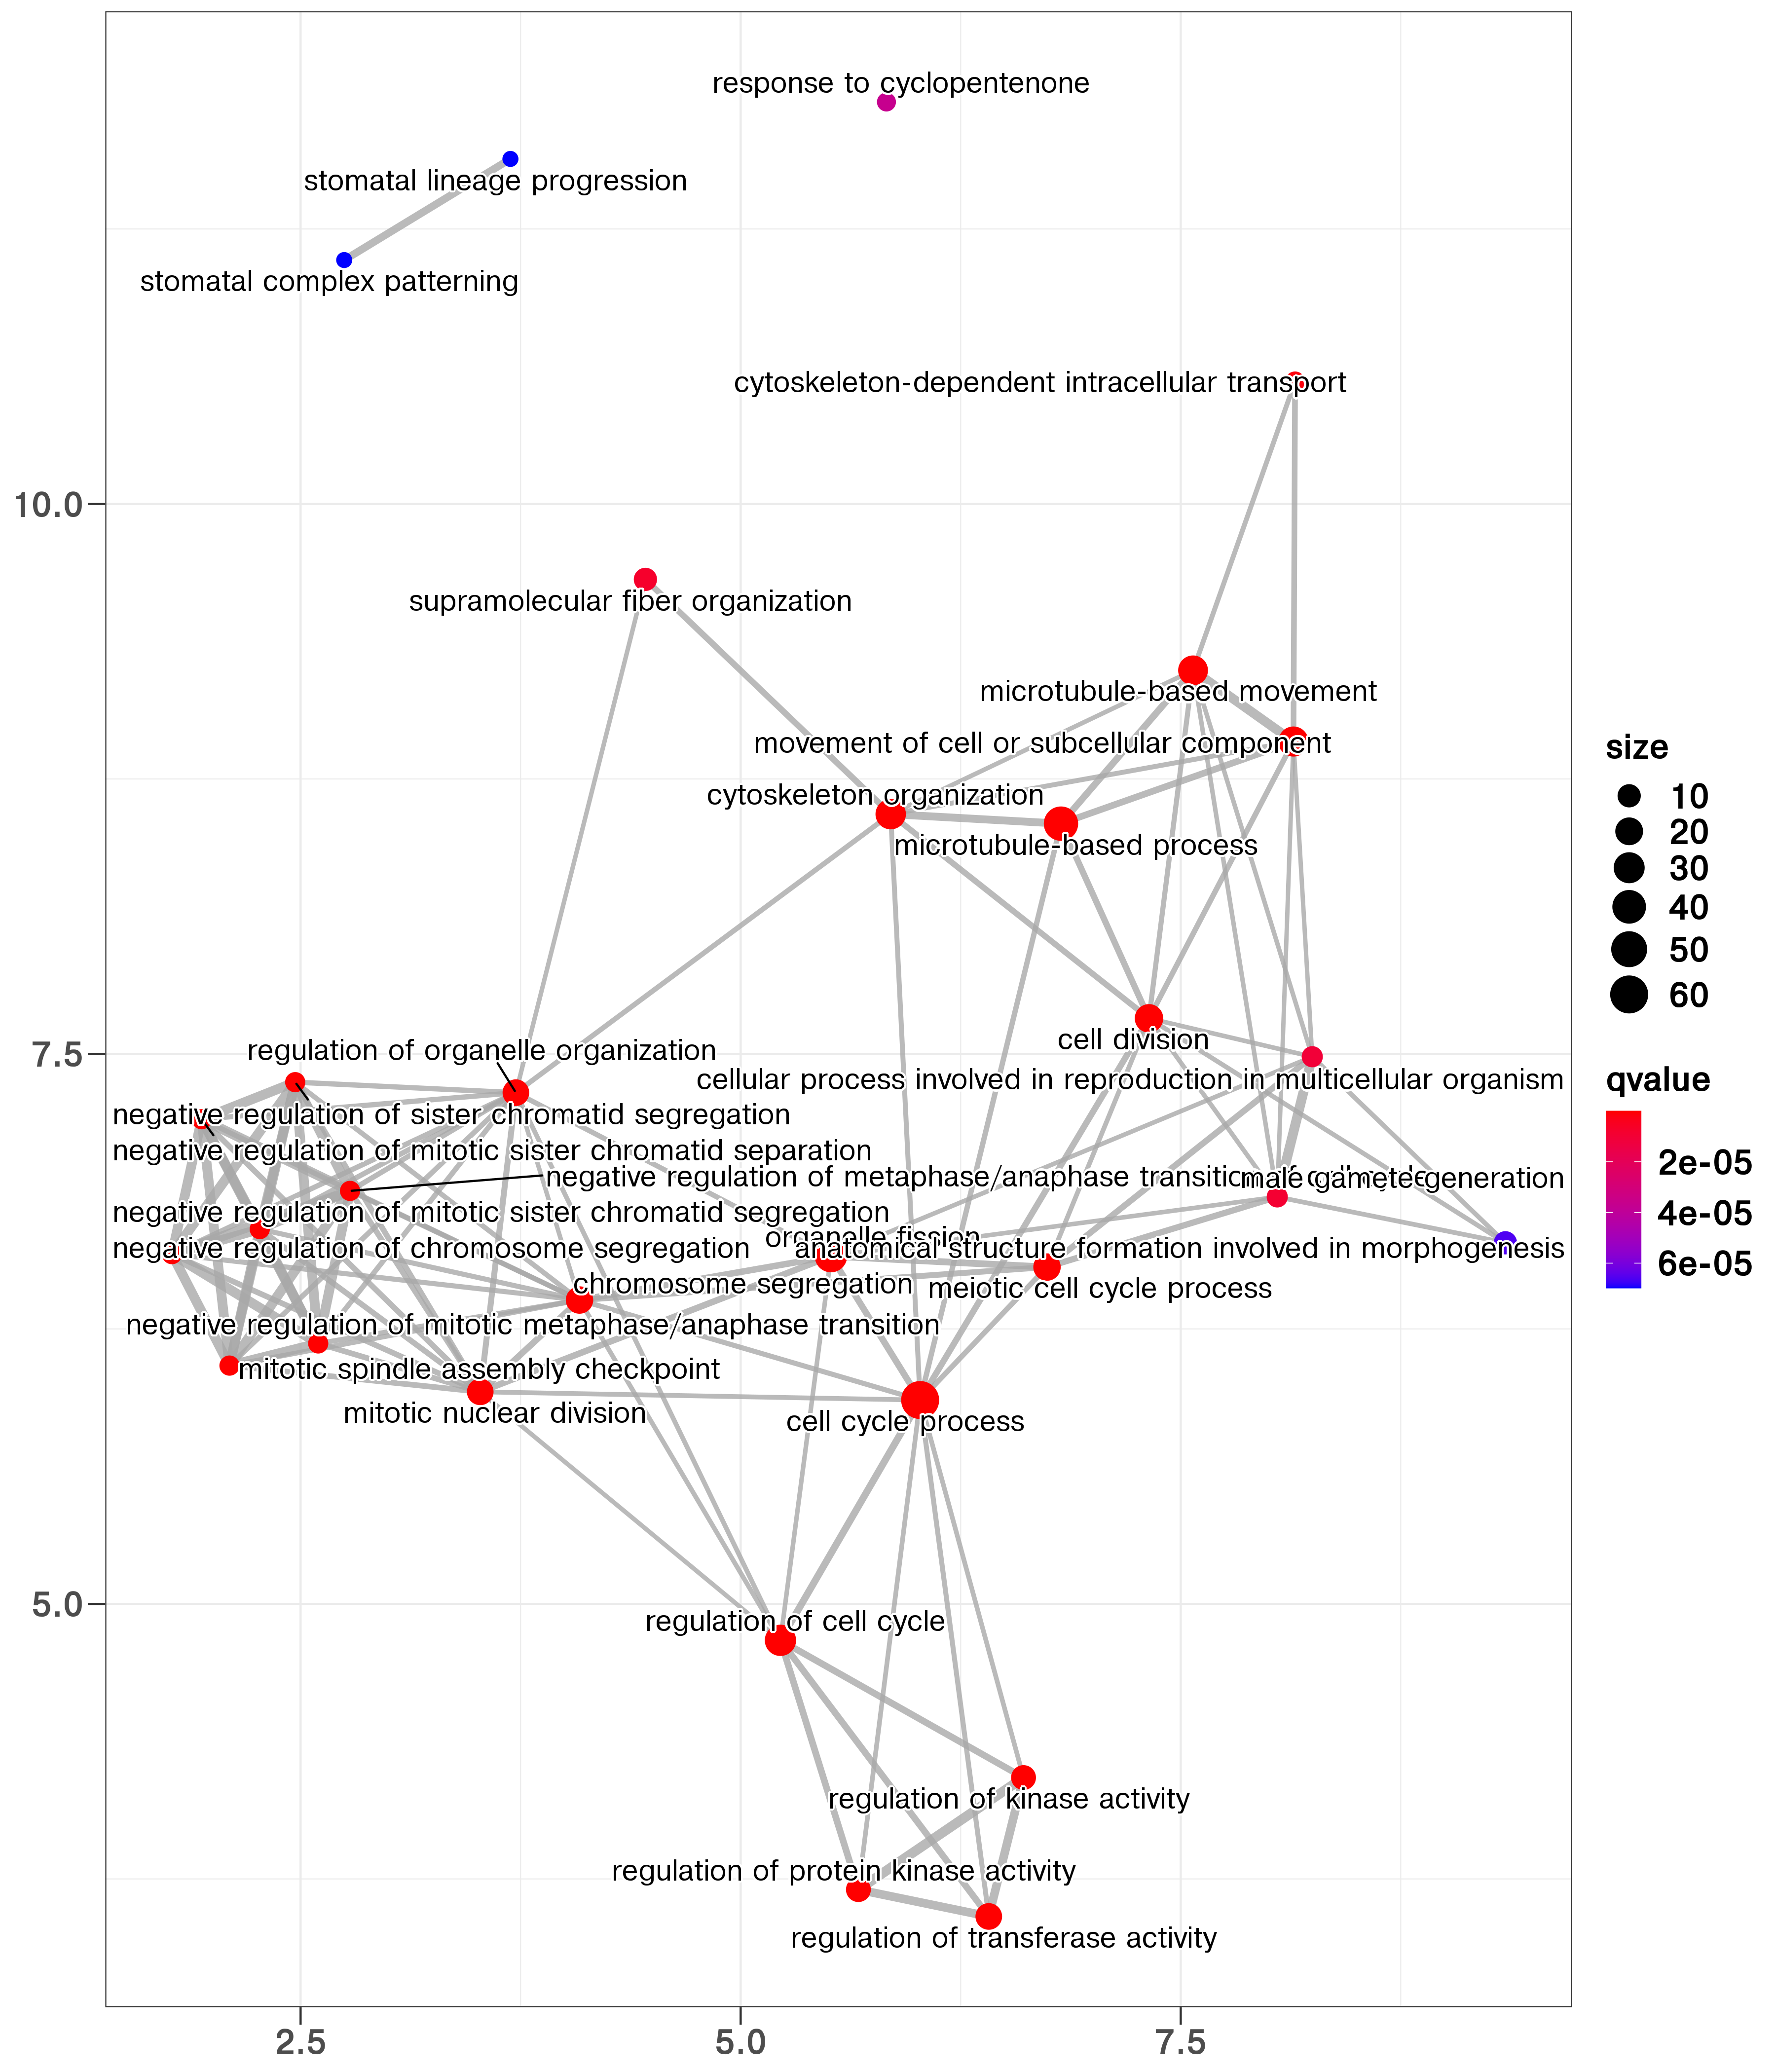 response to cyclopentenone
stomatal lineage progression
stomatal complex patterning
cytoskeleton-dependent intracellular transport
10.0
supramolecular fiber organization
microtubule-based movement
movement of cell or subcellular component
size
cytoskeleton organization
10
20
microtubule-based process
30
40
50
60
cell division
regulation of organelle organization
7.5
cellular process involved in reproduction in multicellular organism
qvalue
negative regulation of sister chromatid segregation
negative regulation of mitotic sister chromatid separation
2e-05
negative regulation of metaphase/anaphase transition
male gamete generation
negative regulation of mitotic sister chromatid segregation
4e-05
organelle fission
negative regulation of chromosome segregation
anatomical structure formation involved in morphogenesis
6e-05
chromosome segregation
meiotic cell cycle process
negative regulation of mitotic metaphase/anaphase transition
mitotic spindle assembly checkpoint
mitotic nuclear division
cell cycle process
5.0
regulation of cell cycle
regulation of kinase activity
regulation of protein kinase activity
regulation of transferase activity
2.5
5.0
7.5